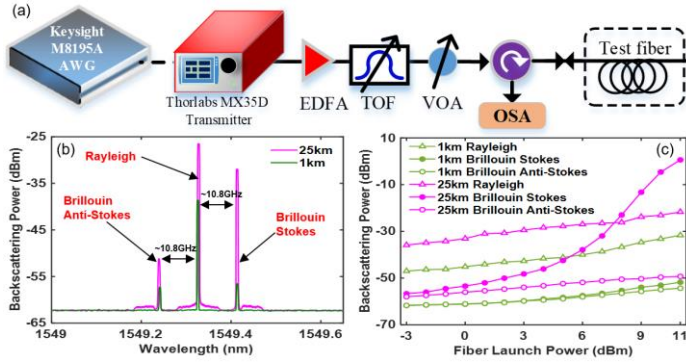 (a)
Keysight
M8195A
AWG
Thorlabs MX35D
Transmitter
EDFA
TOF
VOA
OSA
Test fiber
(b)
Backscattering Power (dBm)
-25
-35
-45
-55
-65
Rayleigh
25km
1km
~10.8GHz
~10.8GHz
Brillouin
Anti-Stokes
Brillouin
Stokes
1549
1549.2
1549.4
1549.6
Wavelength (nm)
(c)
Backscattering Power (dBm)
10
-10
-30
-50
-70
1km Rayleigh
1km Brillouin Stokes
1km Brillouin Anti-Stokes
25km Rayleigh
25km Brillouin Stokes
25km Brillouin Anti-Stokes
-3
0
3
6
9
11
Fiber Launch Power (dBm)